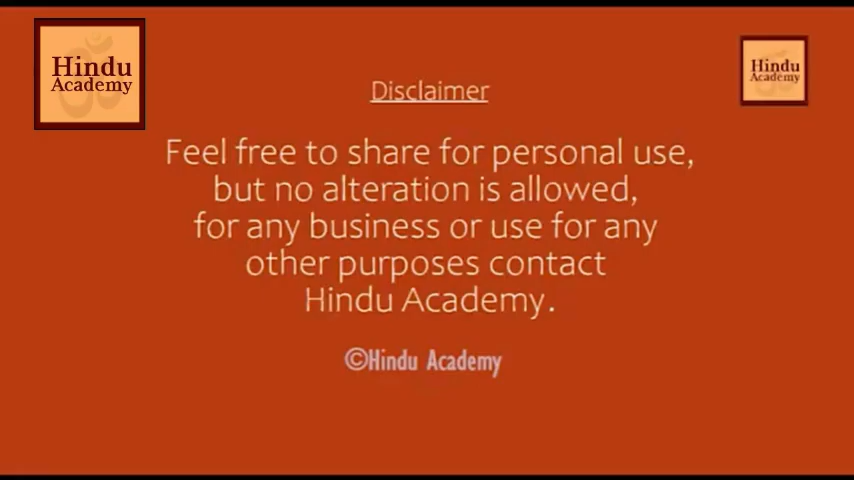 Hindu
Academy
Hindu
Academy
Disclaimer
Feel free to share for personal use,
but no alteration is allowed,
for any business or use for any
other purposes contact
Hindu Academy.
©Hindu Academy